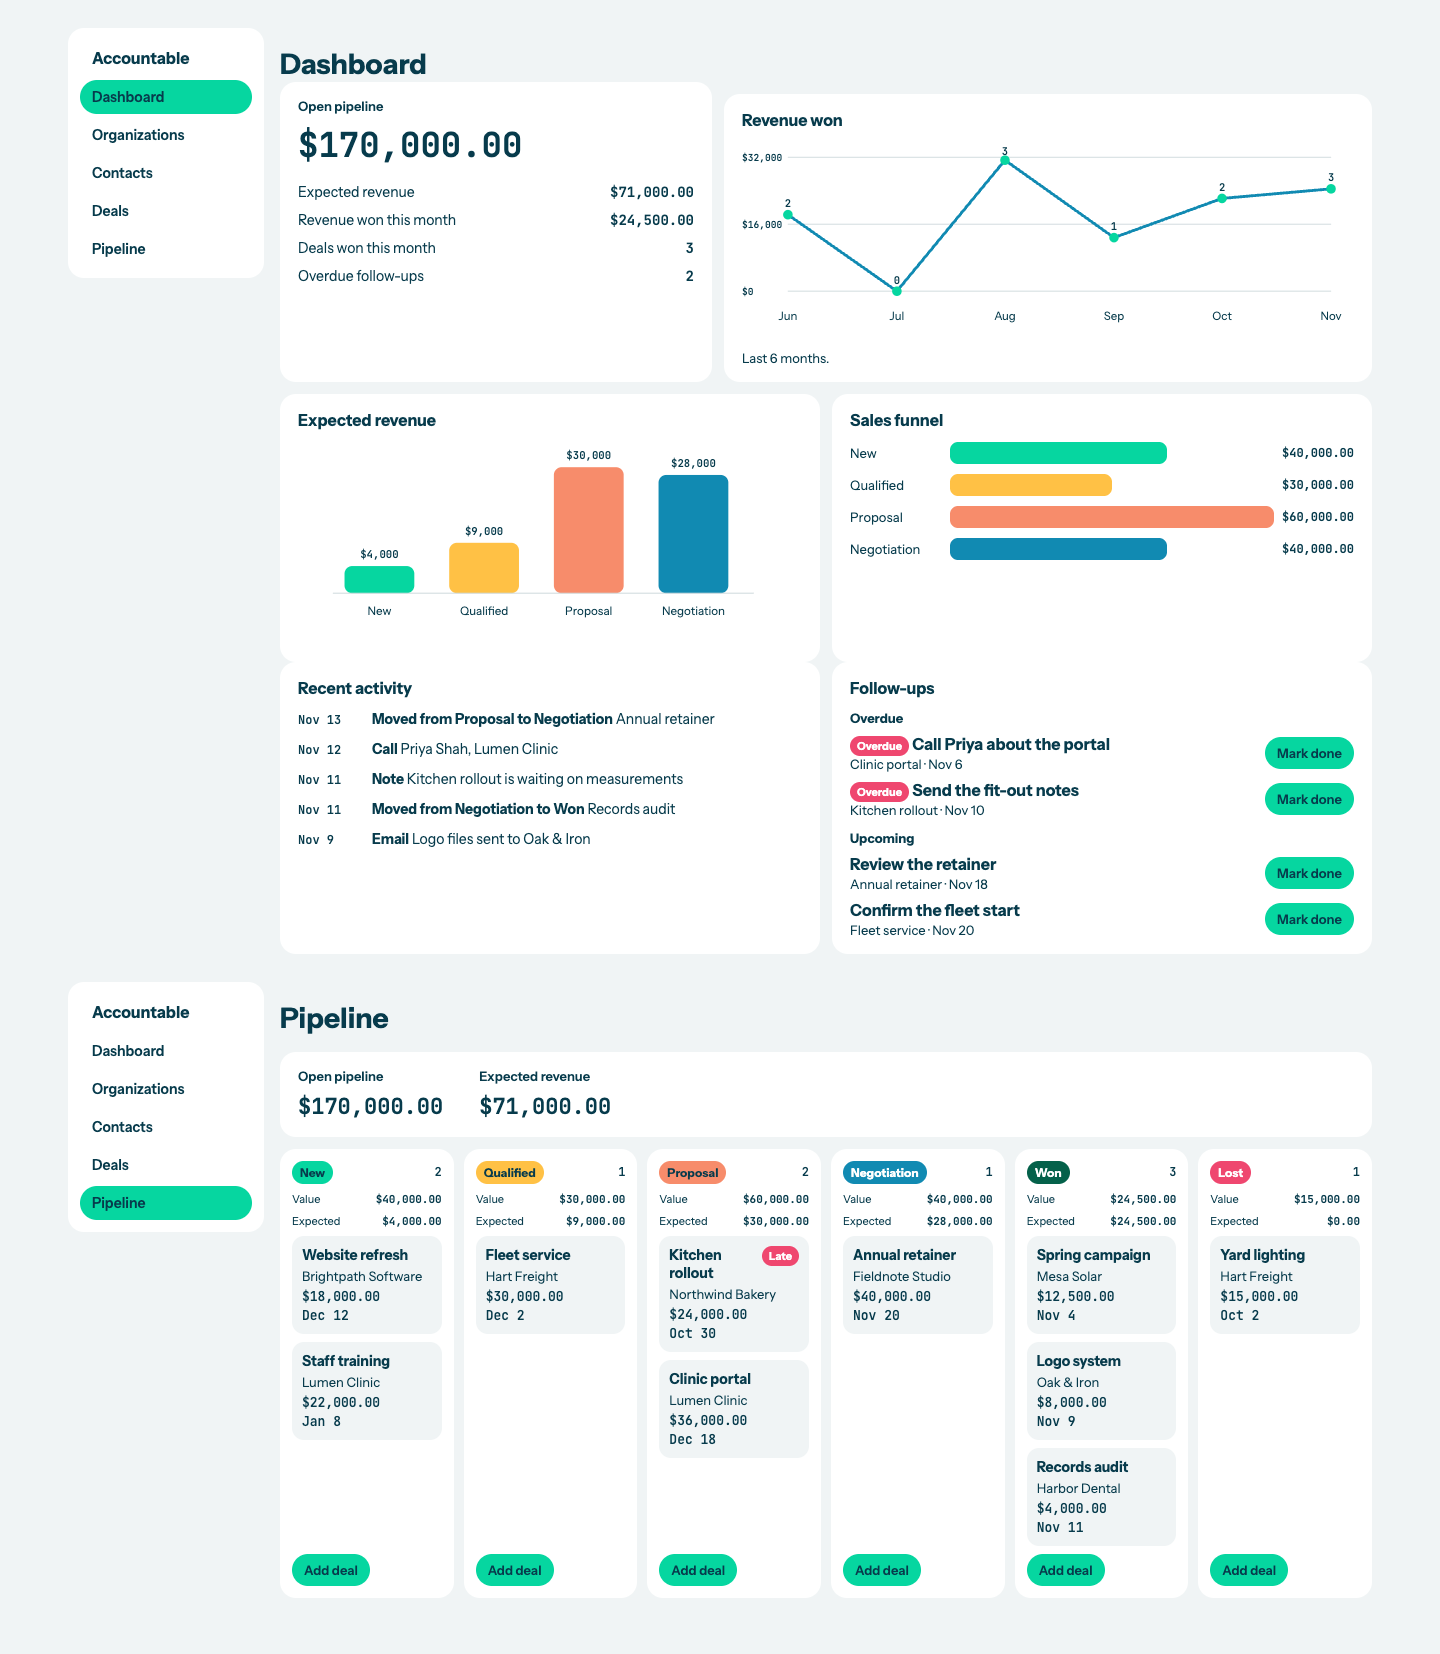 Accountable
Dashboard
Organizations
Contacts
Deals
Pipeline
Dashboard
Open pipeline
$170,000.00
Expected revenue $71,000.00
Revenue won this month $24,500.00
Deals won this month 3
Overdue follow-ups 2
Revenue won
$32,000
$16,000
$0
2
0
3
1
2
3
Jun Jul Aug Sep Oct Nov
Last 6 months.
Expected revenue
$4,000
$9,000
$30,000
$28,000
New Qualified Proposal Negotiation
Sales funnel
New $40,000.00
Qualified $30,000.00
Proposal $60,000.00
Negotiation $40,000.00
Recent activity
Nov 13 Moved from Proposal to Negotiation Annual retainer
Nov 12 Call Priya Shah, Lumen Clinic
Nov 11 Note Kitchen rollout is waiting on measurements
Nov 11 Moved from Negotiation to Won Records audit
Nov 9 Email Logo files sent to Oak & Iron
Follow-ups
Overdue
Overdue Call Priya about the portal
Clinic portal · Nov 6
Mark done
Overdue Send the fit-out notes
Kitchen rollout · Nov 10
Mark done
Upcoming
Review the retainer
Annual retainer · Nov 18
Mark done
Confirm the fleet start
Fleet service · Nov 20
Mark done
Accountable
Dashboard
Organizations
Contacts
Deals
Pipeline
Pipeline
Open pipeline
$170,000.00
Expected revenue
$71,000.00
New 2
Value $40,000.00
Expected $4,000.00
Website refresh
Brightpath Software
$18,000.00
Dec 12
Staff training
Lumen Clinic
$22,000.00
Jan 8
Add deal
Qualified 1
Value $30,000.00
Expected $9,000.00
Fleet service
Hart Freight
$30,000.00
Dec 2
Add deal
Proposal 2
Value $60,000.00
Expected $30,000.00
Kitchen
rollout
Late
Northwind Bakery
$24,000.00
Oct 30
Clinic portal
Lumen Clinic
$36,000.00
Dec 18
Add deal
Negotiation 1
Value $40,000.00
Expected $28,000.00
Annual retainer
Fieldnote Studio
$40,000.00
Nov 20
Add deal
Won 3
Value $24,500.00
Expected $24,500.00
Spring campaign
Mesa Solar
$12,500.00
Nov 4
Logo system
Oak & Iron
$8,000.00
Nov 9
Records audit
Harbor Dental
$4,000.00
Nov 11
Add deal
Lost 1
Value $15,000.00
Expected $0.00
Yard lighting
Hart Freight
$15,000.00
Oct 2
Add deal